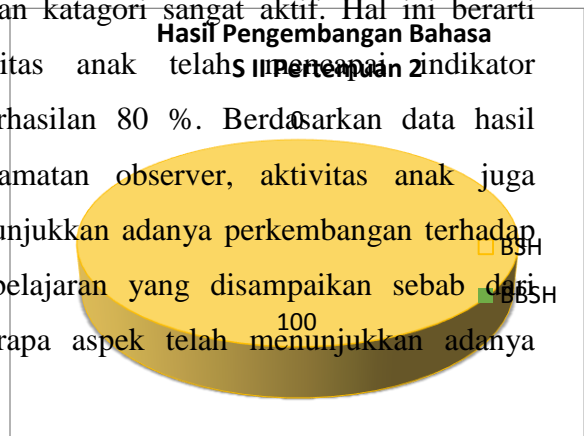 an katagori sangat aktif. Hal ini berarti
itas anak telah mencapai indikator
rhasilan 80 %. Berdasarkan data hasil
amatan observer, aktivitas anak juga
unjukkan adanya perkembangan terhadap
belajaran yang disampaikan sebab dari
rapa aspek telah menunjukkan adanya
Hasil Pengembangan Bahasa
S II Pertemuan 2
0
100
BSH
BBSH